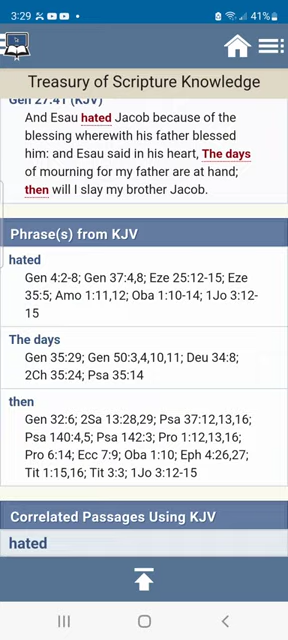 3:29
41%
Treasury of Scripture Knowledge
Gen 27:41 (KJV)
And Esau hated Jacob because of the
blessing wherewith his father blessed
him: and Esau said in his heart, The days
of mourning for my father are at hand;
then will I slay my brother Jacob.
Phrase(s) from KJV
hated
Gen 4:2-8; Gen 37:4,8; Eze 25:12-15; Eze
35:5; Amo 1:11,12; Oba 1:10-14; 1Jo 3:12-
15
The days
Gen 35:29; Gen 50:3,4,10,11; Deu 34:8;
2Ch 35:24; Psa 35:14
then
Gen 32:6; 2Sa 13:28,29; Psa 37:12,13,16;
Psa 140:4,5; Psa 142:3; Pro 1:12,13,16;
Pro 6:14; Ecc 7:9; Oba 1:10; Eph 4:26,27;
Tit 1:15,16; Tit 3:3; 1Jo 3:12-15
Correlated Passages Using KJV
hated